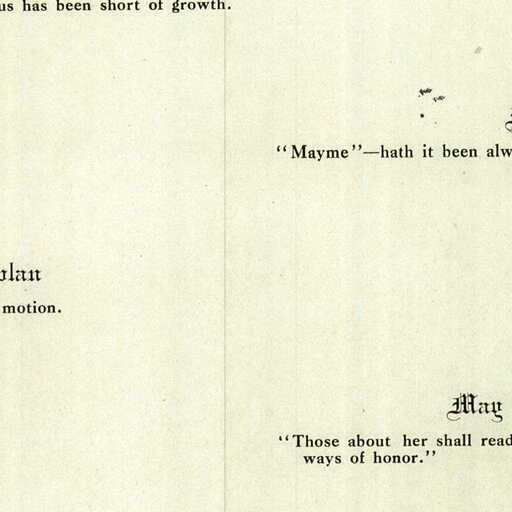 us has been short of growth.
"Mayme"—hath it been alw
olan
motion.
May
"Those about her shall read
ways of honor."